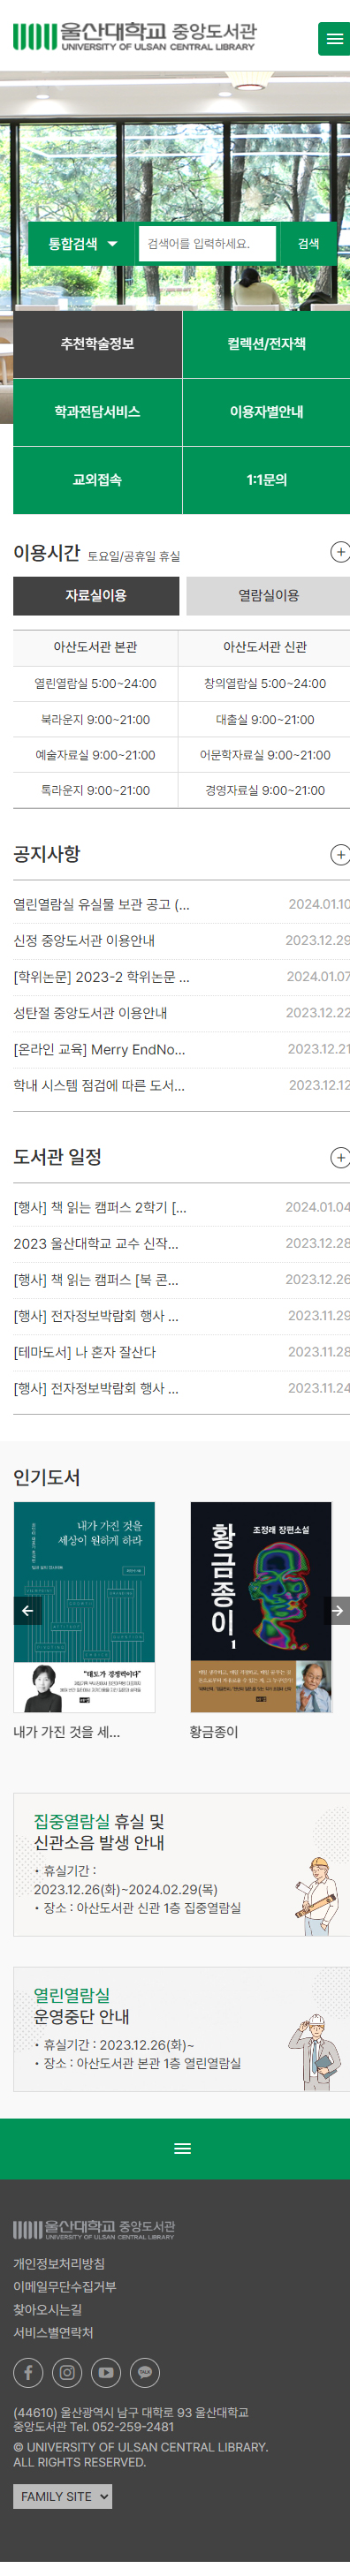 울산대학교 중앙도서관
UNIVERSITY OF ULSAN CENTRAL LIBRARY
통합검색
검색어를 입력하세요.
검색
추천학술정보
컬렉션/전자책
학과전담서비스
이용자별안내
교외접속
1:1문의
이용시간 토요일/공휴일 휴실
자료실이용
열람실이용
아산도서관 본관
아산도서관 신관
열린열람실 5:00~24:00
창의열람실 5:00~24:00
북라운지 9:00~21:00
대출실 9:00~21:00
예술자료실 9:00~21:00
어문학자료실 9:00~21:00
톡라운지 9:00~21:00
경영자료실 9:00~21:00
공지사항
열린열람실 유실물 보관 공고 (... 2024.01.10
신정 중앙도서관 이용안내 2023.12.29
[학위논문] 2023-2 학위논문 ... 2024.01.07
성탄절 중앙도서관 이용안내 2023.12.22
[온라인 교육] Merry EndNo... 2023.12.21
학내 시스템 점검에 따른 도서... 2023.12.12
도서관 일정
[행사] 책 읽는 캠퍼스 2학기 [... 2024.01.04
2023 울산대학교 교수 신작... 2023.12.28
[행사] 책 읽는 캠퍼스 [북 콘... 2023.12.26
[행사] 전자정보박람회 행사 ... 2023.11.29
[테마도서] 나 혼자 잘산다 2023.11.28
[행사] 전자정보박람회 행사 ... 2023.11.24
인기도서
내가 가진 것을
세상이 원하게 하라
"태도가 경쟁력이다"
조정래 장편소설
황금종이
1
내가 가진 것을 세...
황금종이
집중열람실 휴실 및
신관소음 발생 안내
• 휴실기간 :
2023.12.26(화)~2024.02.29(목)
• 장소 : 아산도서관 신관 1층 집중열람실
열린열람실
운영중단 안내
• 휴실기간 : 2023.12.26(화)~
• 장소 : 아산도서관 본관 1층 열린열람실
울산대학교 중앙도서관
UNIVERSITY OF ULSAN CENTRAL LIBRARY
개인정보처리방침
이메일무단수집거부
찾아오시는길
서비스별연락처
(44610) 울산광역시 남구 대학로 93 울산대학교
중앙도서관 Tel. 052-259-2481
© UNIVERSITY OF ULSAN CENTRAL LIBRARY.
ALL RIGHTS RESERVED.
FAMILY SITE